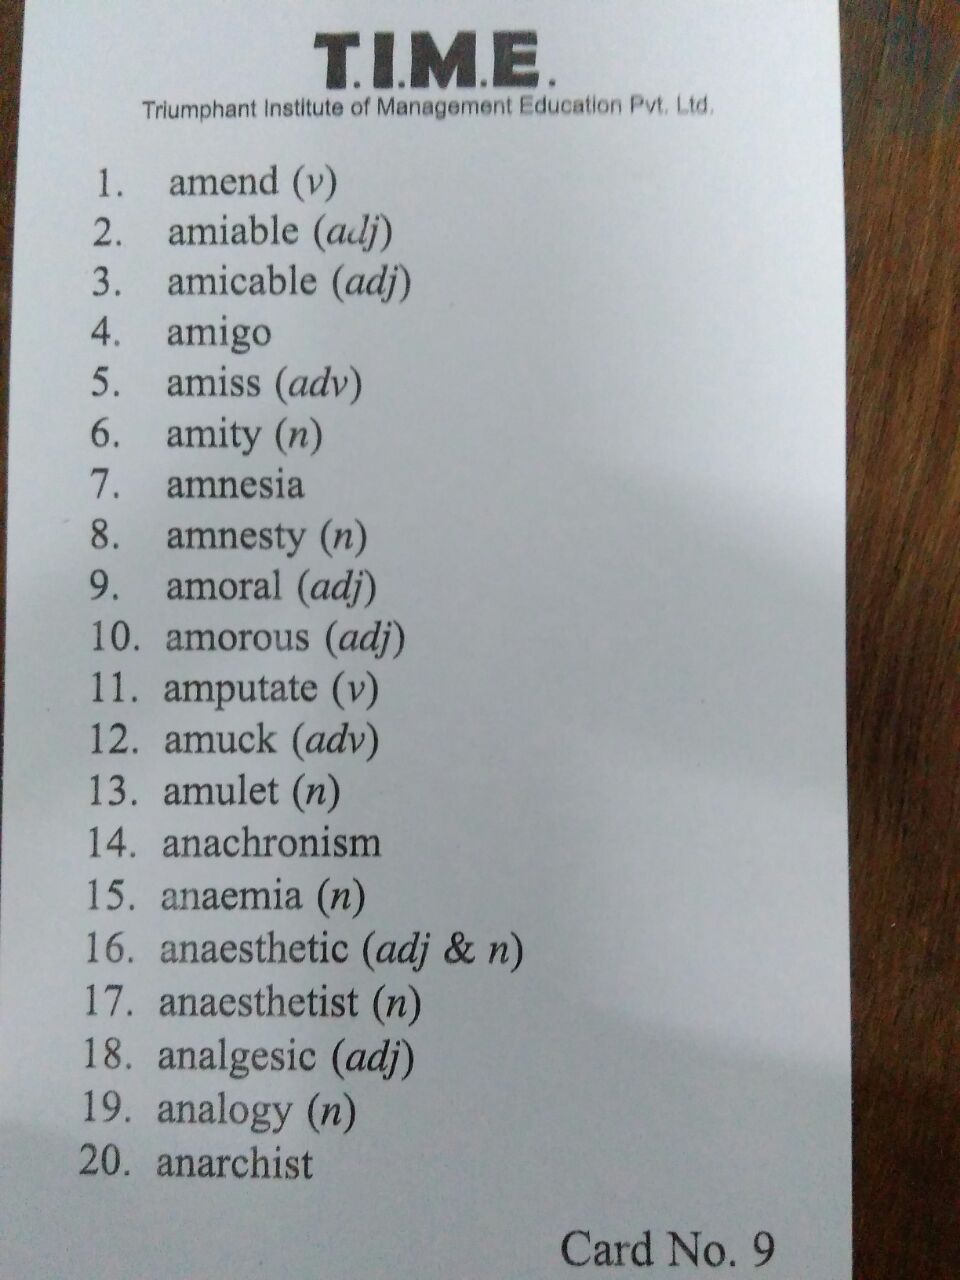 T.I.M.E.
Triumphant Institute of Management Education Pvt. Ltd.
1. amend (v)
2. amiable (adj)
3. amicable (adj)
4. amigo
5. amiss (adv)
6. amity (n)
7. amnesia
8. amnesty (n)
9. amoral (adj)
10. amorous (adj)
11. amputate (v)
12. amuck (adv)
13. amulet (n)
14. anachronism
15. anaemia (n)
16. anaesthetic (adj & n)
17. anaesthetist (n)
18. analgesic (adj)
19. analogy (n)
20. anarchist
Card No. 9